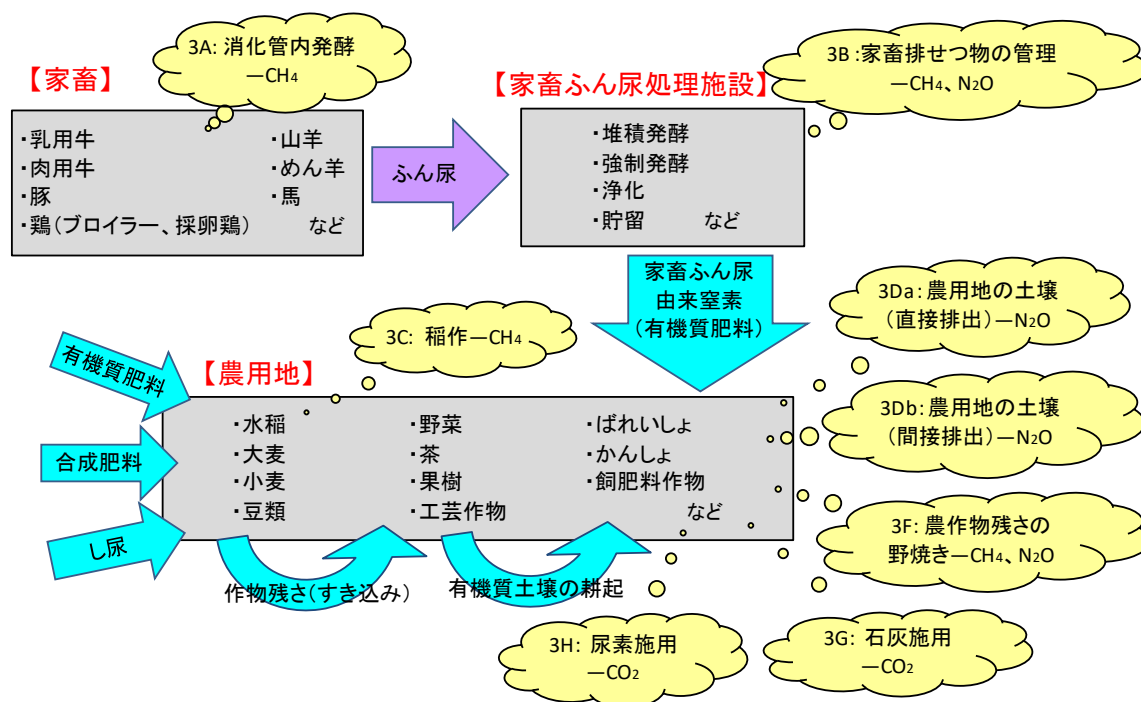 3A: 消化管内発酵
―CH₄
【家畜】
・乳用牛
・肉用牛
・豚
・鶏(ブロイラー、採卵鶏)
・山羊
・めん羊
・馬
など
ふん尿
【家畜ふん尿処理施設】
・堆積発酵
・強制発酵
・浄化
・貯留 など
3B:家畜排せつ物の管理
―CH₄、N₂O
家畜ふん尿
由来窒素
(有機質肥料)
3Da:農用地の土壌
(直接排出)―N₂O
3C: 稲作―CH₄
有機質肥料
合成肥料
し尿
【農用地】
・水稲
・大麦
・小麦
・豆類
・野菜
・茶
・果樹
・工芸作物
・ばれいしょ
・かんしょ
・飼肥料作物
など
3Db:農用地の土壌
(間接排出)―N₂O
3F:農作物残さの
野焼き―CH₄、N₂O
作物残さ(すき込み)
有機質土壌の耕起
3H: 尿素施用
―CO₂
3G: 石灰施用
―CO₂